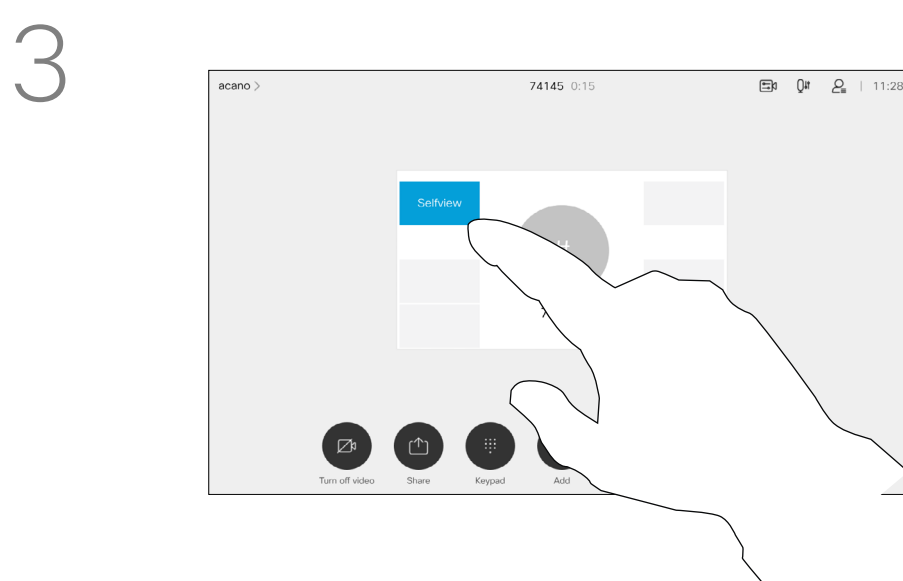 3
acano >
74145 0:15
11:28
Selfview
Turn off video
Share
Keypad
Add